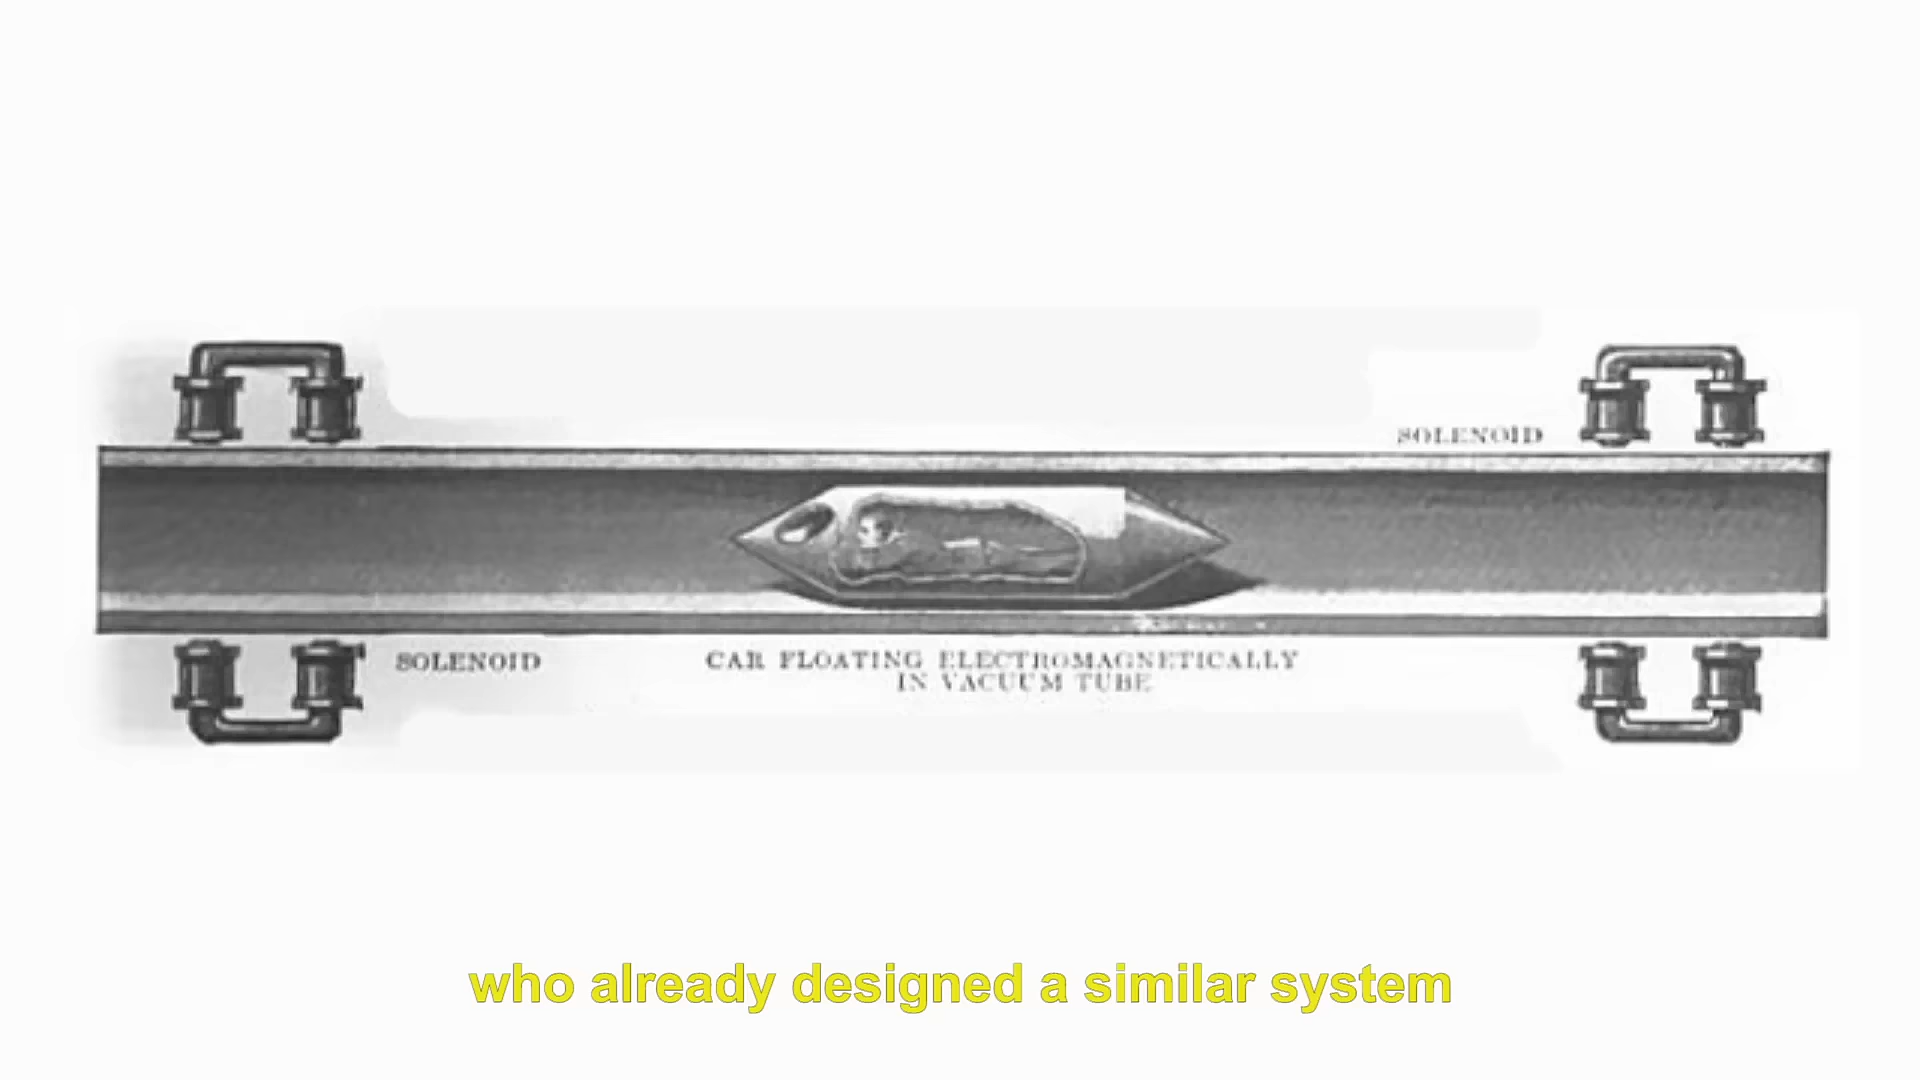 SOLENOID
SOLENOID
CAR FLOATING ELECTROMAGNETICALLY
IN VACUUM TUBE
who already designed a similar system